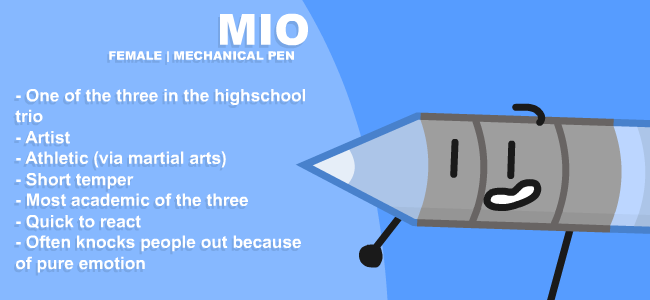 MIO
FEMALE | MECHANICAL PEN
- One of the three in the highschool
trio
- Artist
- Athletic (via martial arts)
- Short temper
- Most academic of the three
- Quick to react
- Often knocks people out because
of pure emotion